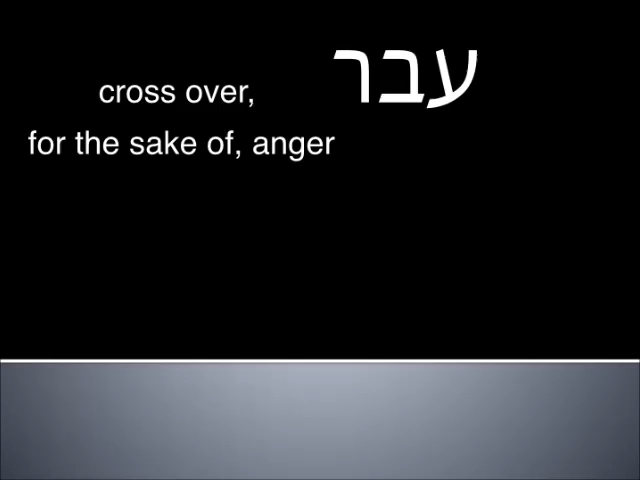 cross over, עבר
for the sake of, anger